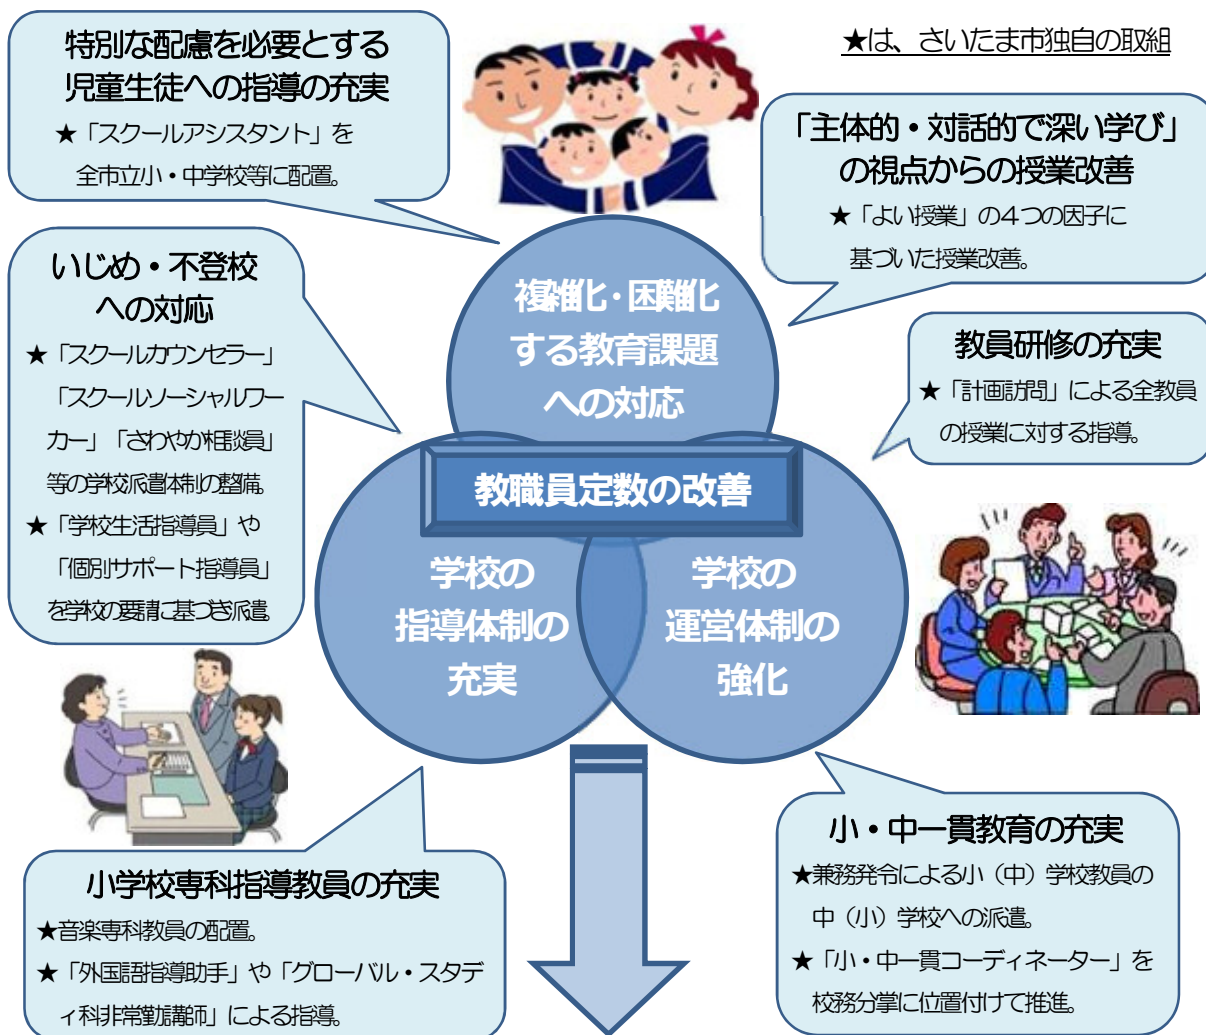 特別な配慮を必要とする
児童生徒への指導の充実
★「スクールアシスタント」を
全市立小・中学校等に配置。
★は、さいたま市独自の取組
「主体的・対話的で深い学び」
の視点からの授業改善
★「よい授業」の4つの因子に
基づいた授業改善。
いじめ・不登校
への対応
★「スクールカウンセラー」
「スクールソーシャルワー
カー」「さわやか相談員」
等の学校派遣体制の整備。
★「学校生活指導員」や
「個別サポート指導員」
を学校の要請に基づき派遣。
複雑化・困難化
する教育課題
への対応
教員研修の充実
★「計画訪問」による全教員
の授業に対する指導。
教職員定数の改善
学校の
指導体制の
充実
学校の
運営体制の
強化
小学校専科指導教員の充実
★音楽専科教員の配置。
★「外国語指導助手」や「グローバル・スタデ
ィ科非常勤講師」による指導。
小・中一貫教育の充実
★兼務発令による小（中）学校教員の
中（小）学校への派遣。
★「小・中一貫コーディネーター」を
校務分掌に位置付けて推進。